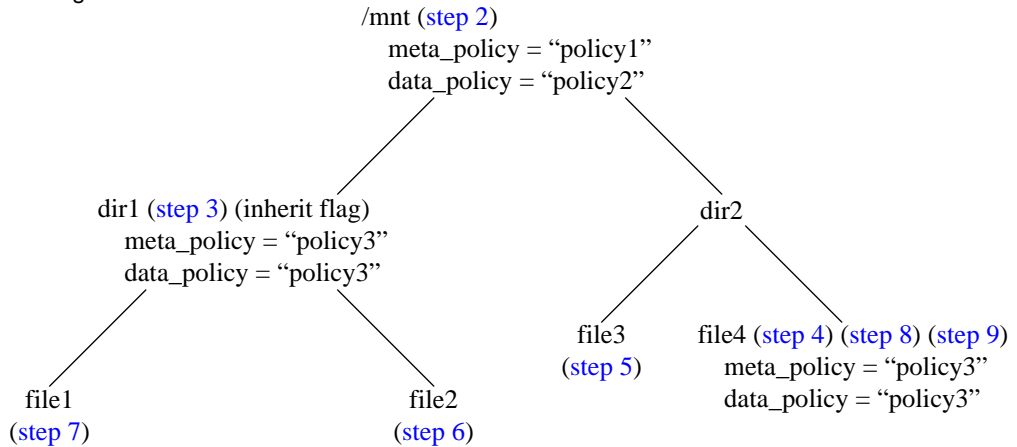 /mnt (step 2)
meta_policy = “policy1”
data_policy = “policy2”
dir1 (step 3) (inherit flag)
meta_policy = “policy3”
data_policy = “policy3”
dir2
file3
(step 5)
file4 (step 4) (step 8) (step 9)
meta_policy = “policy3”
data_policy = “policy3”
file1
(step 7)
file2
(step 6)